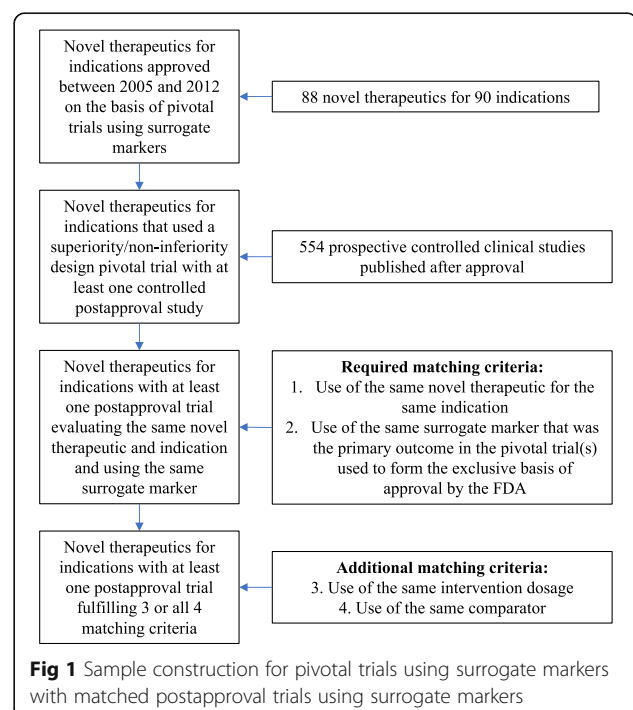 Novel therapeutics for
indications approved
between 2005 and 2012
on the basis of pivotal
trials using surrogate
markers
88 novel therapeutics for 90 indications
Novel therapeutics for
indications that used a
superiority/non-inferiority
design pivotal trial with at
least one controlled
postapproval study
554 prospective controlled clinical studies
published after approval
Novel therapeutics for
indications with at least
one postapproval trial
evaluating the same novel
therapeutic and indication
and using the same
surrogate marker
Required matching criteria:
1. Use of the same novel therapeutic for the
same indication
2. Use of the same surrogate marker that was
the primary outcome in the pivotal trial(s)
used to form the exclusive basis of
approval by the FDA
Novel therapeutics for
indications with at least
one postapproval trial
fulfilling 3 or all 4
matching criteria
Additional matching criteria:
3. Use of the same intervention dosage
4. Use of the same comparator
Fig 1 Sample construction for pivotal trials using surrogate markers
with matched postapproval trials using surrogate markers